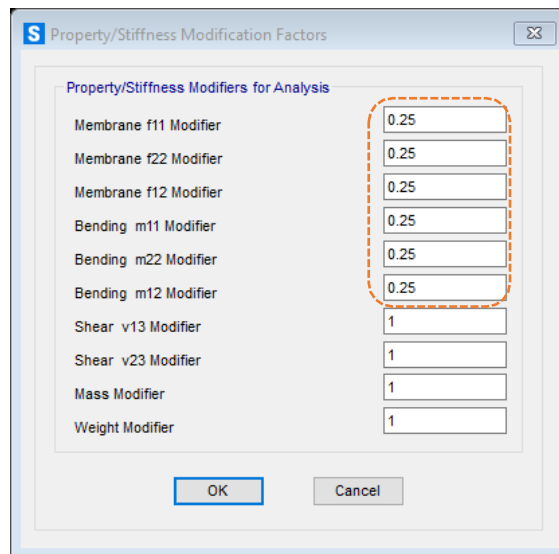 S Property/Stiffness Modification Factors
Property/Stiffness Modifiers for Analysis
Membrane f11 Modifier 0.25
Membrane f22 Modifier 0.25
Membrane f12 Modifier 0.25
Bending m11 Modifier 0.25
Bending m22 Modifier 0.25
Bending m12 Modifier 0.25
Shear v13 Modifier 1
Shear v23 Modifier 1
Mass Modifier 1
Weight Modifier 1
OK Cancel